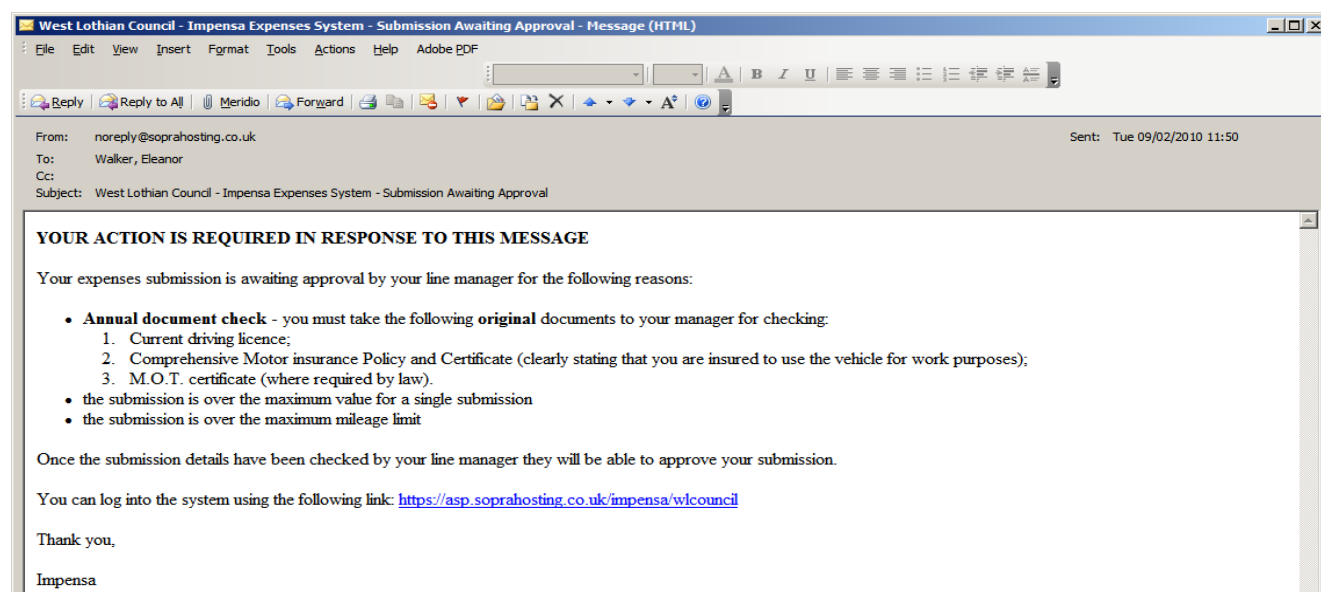 West Lothian Council - Impensa Expenses System - Submission Awaiting Approval - Message (HTML)
File Edit View Insert Format Tools Actions Help Adobe PDF
A B I U
Reply Reply to All Meridio Forward A
From: noreply@soprahosting.co.uk Sent: Tue 09/02/2010 11:50
To: Walker, Eleanor
Cc:
Subject: West Lothian Council - Impensa Expenses System - Submission Awaiting Approval
YOUR ACTION IS REQUIRED IN RESPONSE TO THIS MESSAGE
Your expenses submission is awaiting approval by your line manager for the following reasons:
• Annual document check - you must take the following original documents to your manager for checking:
1. Current driving licence;
2. Comprehensive Motor insurance Policy and Certificate (clearly stating that you are insured to use the vehicle for work purposes);
3. M.O.T. certificate (where required by law).
• the submission is over the maximum value for a single submission
• the submission is over the maximum mileage limit
Once the submission details have been checked by your line manager they will be able to approve your submission.
You can log into the system using the following link: https://asp.soprahosting.co.uk/impensa/wlcouncil
Thank you,
Impensa